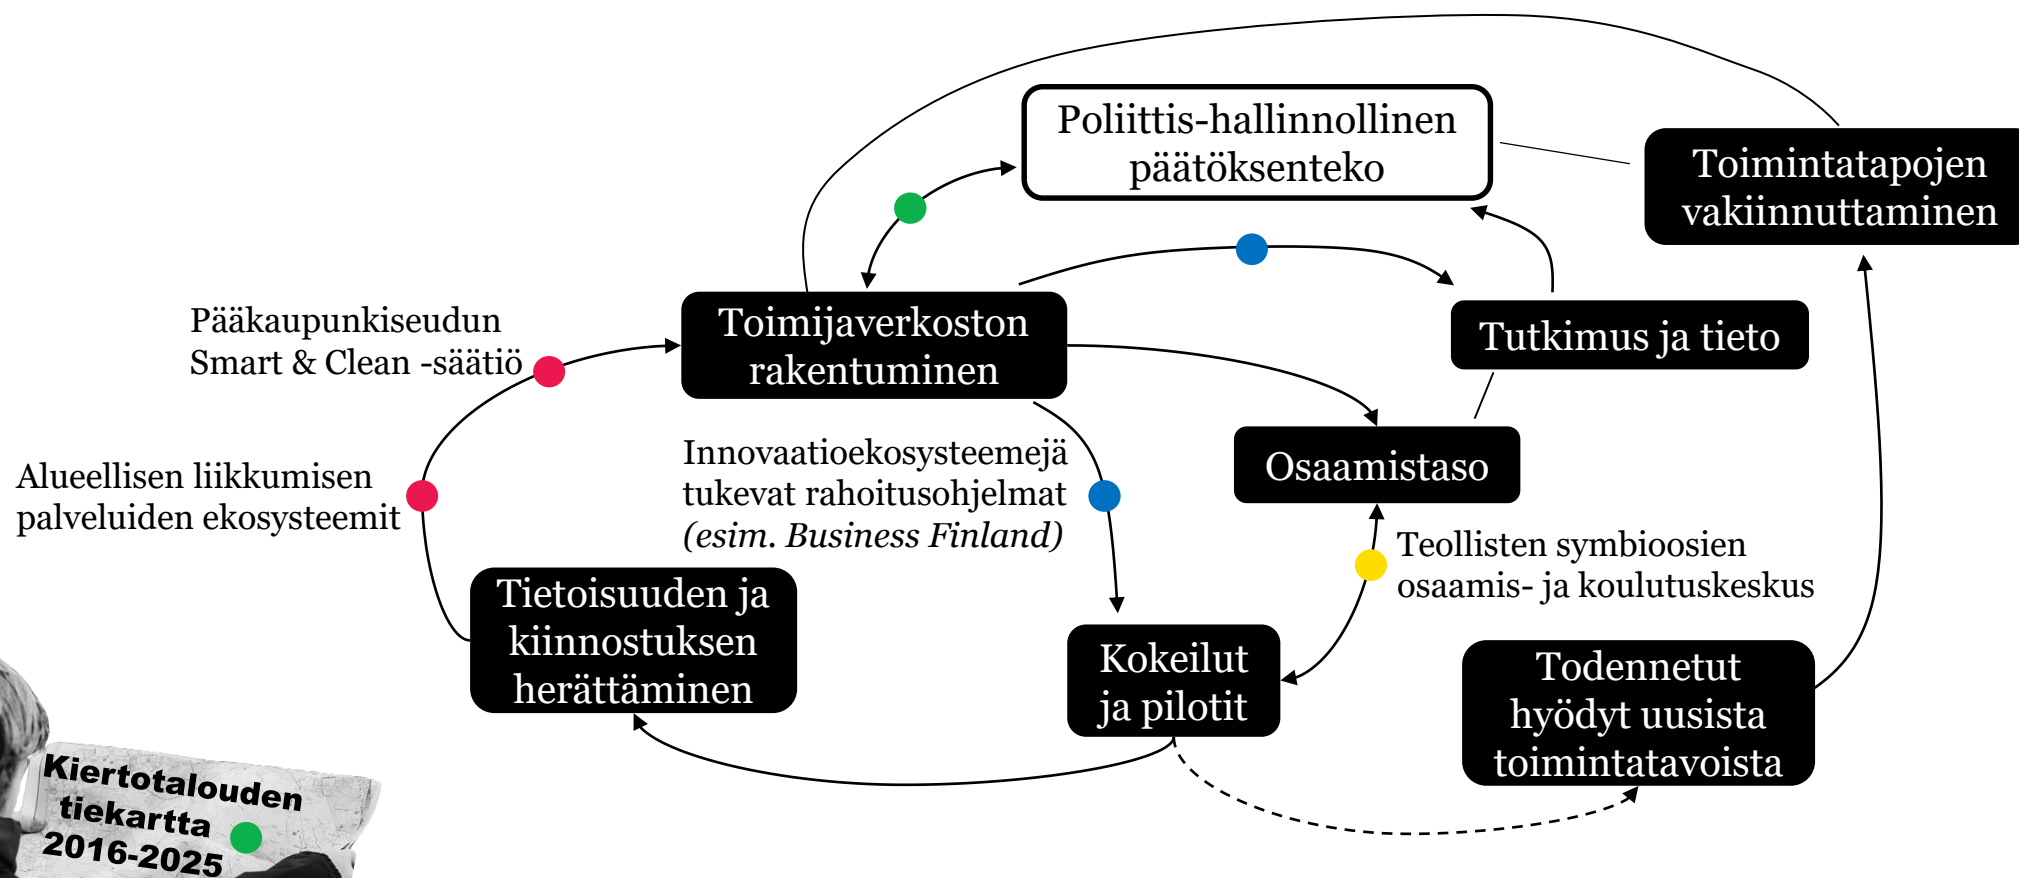 Poliittis-hallinnollinen
päätöksenteko
Toimintatapojen
vakiinnuttaminen
Pääkaupunkiseudun
Smart & Clean -säätiö
Toimijaverkoston
rakentuminen
Tutkimus ja tieto
Alueellisen liikkumisen
palveluiden ekosysteemit
Innovaatioekosysteemejä
tukevat rahoitusohjelmat
(esim. Business Finland)
Osaamistaso
Teollisten symbioosien
osaamis- ja koulutuskeskus
Tietoisuuden ja
kiinnostuksen
herättäminen
Kokeilut
ja pilotit
Todennetut
hyödyt uusista
toimintatavoista
Kiertotalouden
tiekartta
2016-2025